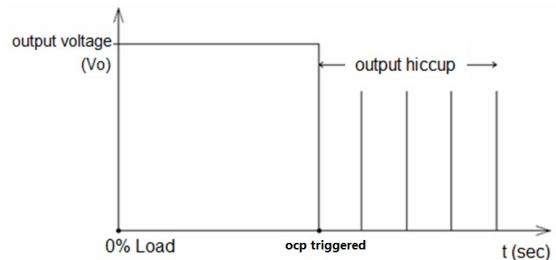 output voltage
(Vo)
output hiccup
0% Load
ocp triggered
t (sec)